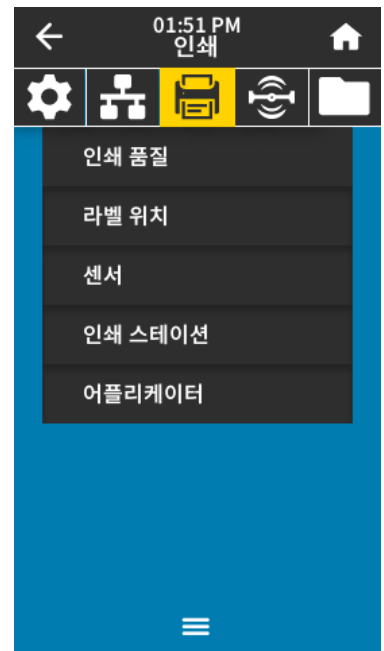 01:51 PM
인쇄
인쇄 품질
라벨 위치
센서
인쇄 스테이션
어플리케이터